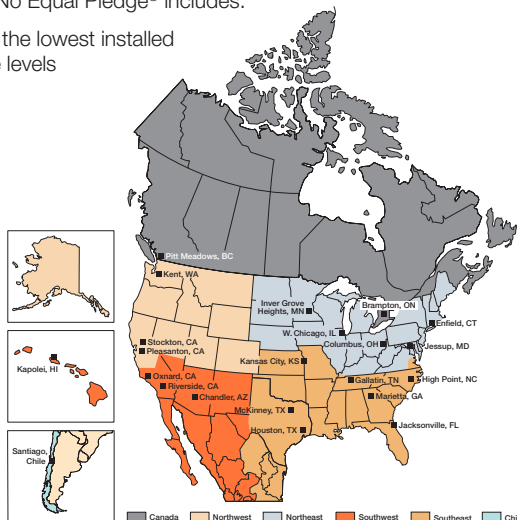 No Equal Pledge® includes:
the lowest installed
levels
Pitt Meadows, BC
Kent, WA
Inver Grove
Heights, MN
Brampton, ON
Enfield, CT
W. Chicago, IL
Columbus, OH
Jessup, MD
Stockton, CA
Pleasanton, CA
Kansas City, KS
Gallatin, TN
High Point, NC
Kapolei, HI
Oxnard, CA
Riverside, CA
Chandler, AZ
Marietta, GA
McKinney, TX
Houston, TX
Jacksonville, FL
Santiago,
Chile
Canada
Northwest
Northeast
Southwest
Southeast